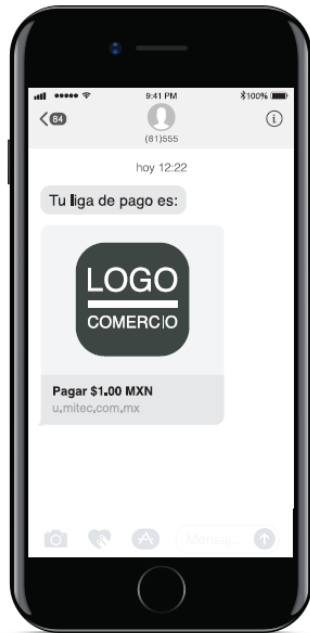 9:41 PM
100%
84
(81)555
hoy 12:22
Tu liga de pago es:
LOGO
COMERCIO
Pagar $1.00 MXN
u.mitec.com.mx
Mensaj...